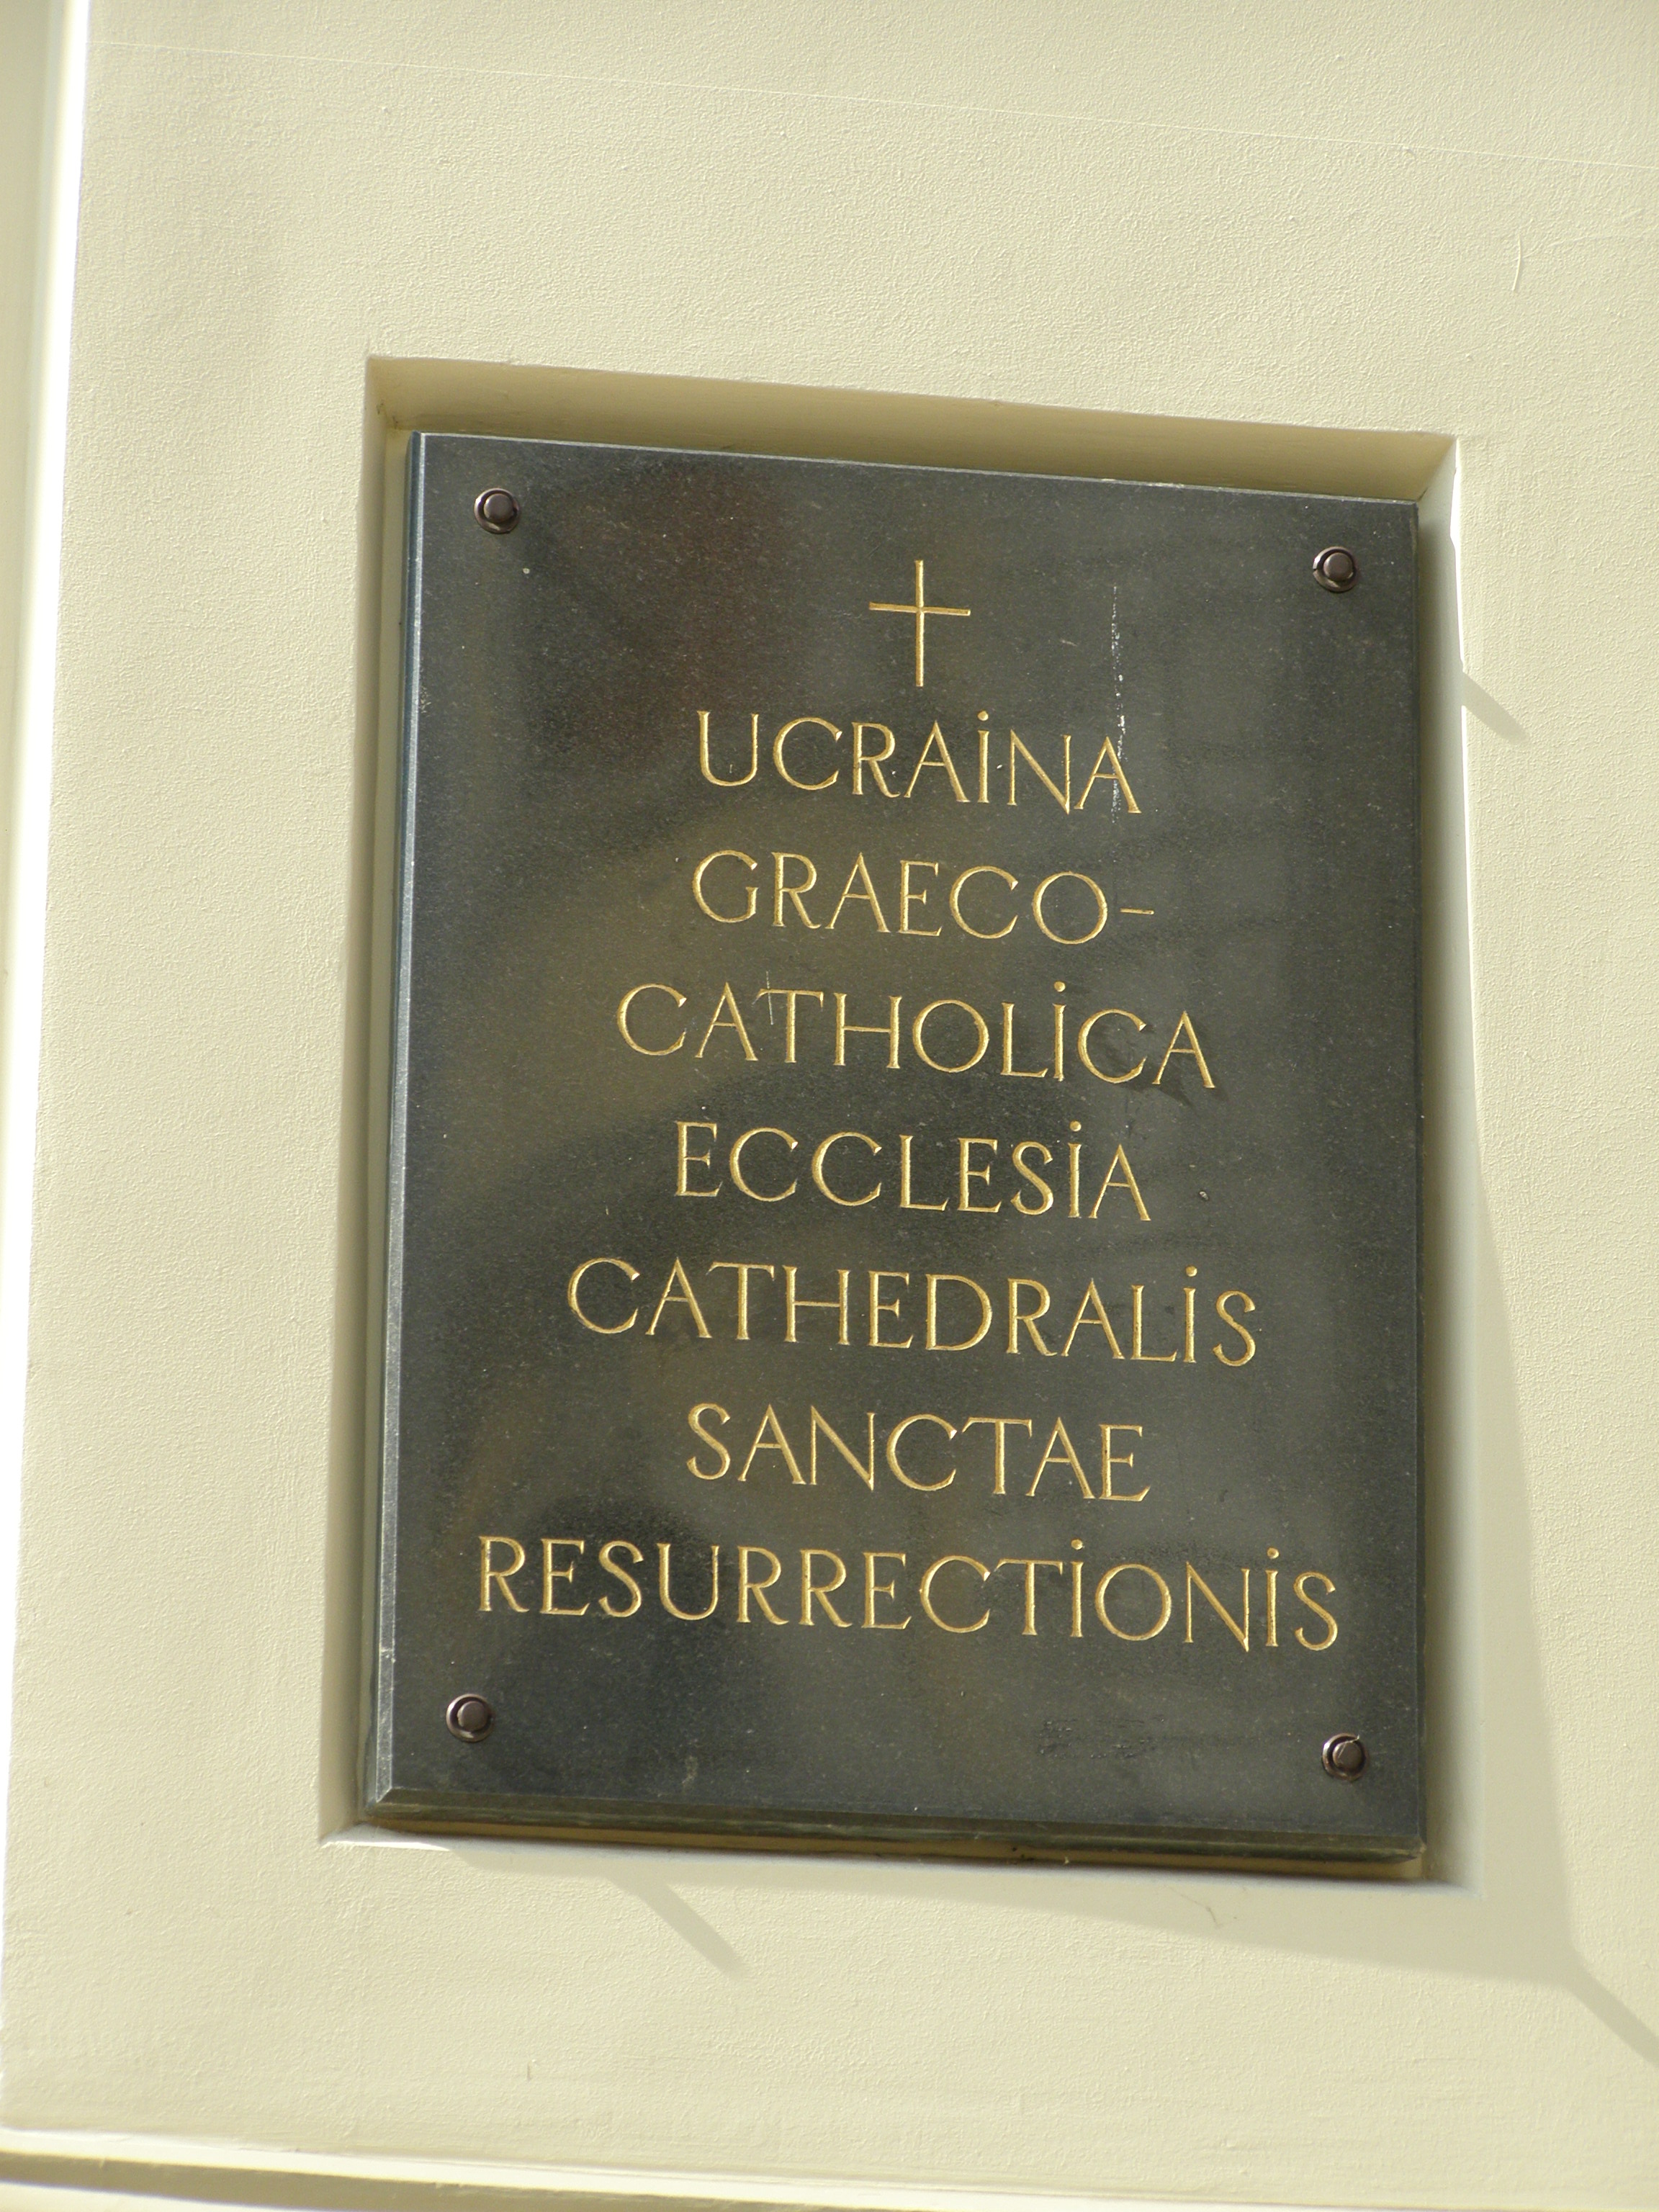 UCRAiNA
GRAECO-
CATHOLiCA
ECCLESiA
CATHEDRALiS
SANCTAE
RESURRECTiONiS